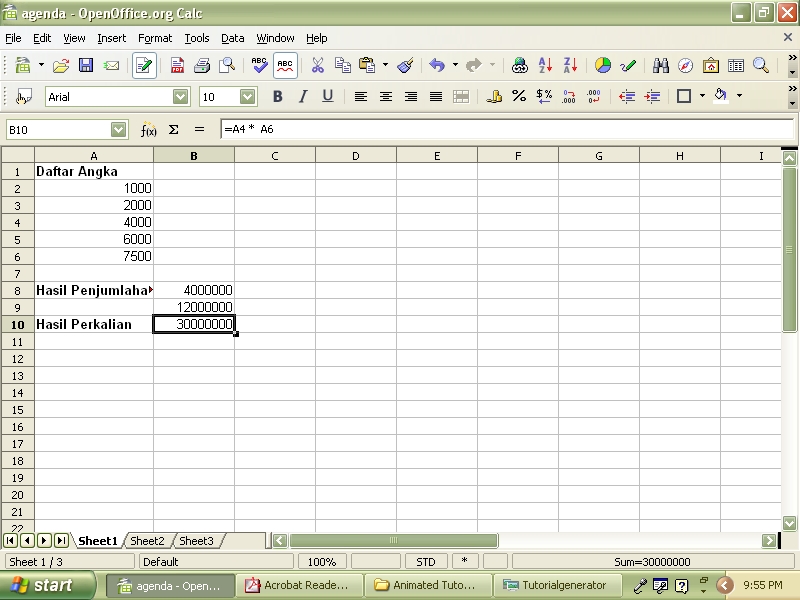 agenda - OpenOffice.org Calc
File Edit View Insert Format Tools Data Window Help
ABC ABC
Arial 10 B I U
B10 f(x) Σ = =A4 * A6
A B C D E F G H I
1 Daftar Angka
2 1000
3 2000
4 4000
5 6000
6 7500
7
8 Hasil Penjumlaha 4000000
9 12000000
10 Hasil Perkalian 30000000
11
12
13
14
15
16
17
18
19
20
21
22
Sheet1 Sheet2 Sheet3
Sheet 1 / 3 Default 100% STD * Sum=30000000
start agenda - Open... Acrobat Reade... Animated Tuto... Tutorialgenerator 9:55 PM